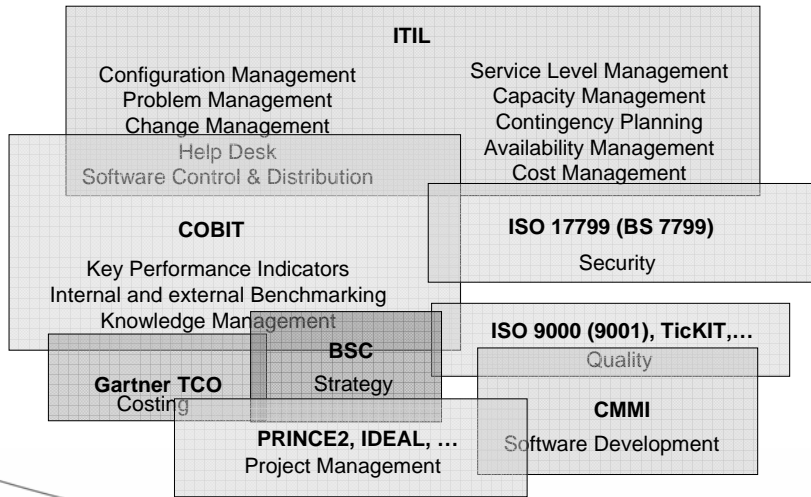 ITIL
Configuration Management
Problem Management
Change Management
Help Desk
Software Control & Distribution
Service Level Management
Capacity Management
Contingency Planning
Availability Management
Cost Management
COBIT
Key Performance Indicators
Internal and external Benchmarking
Knowledge Management
ISO 17799 (BS 7799)
Security
ISO 9000 (9001), TicKIT,...
Quality
BSC
Strategy
Gartner TCO
Costing
CMMI
Software Development
PRINCE2, IDEAL, ...
Project Management